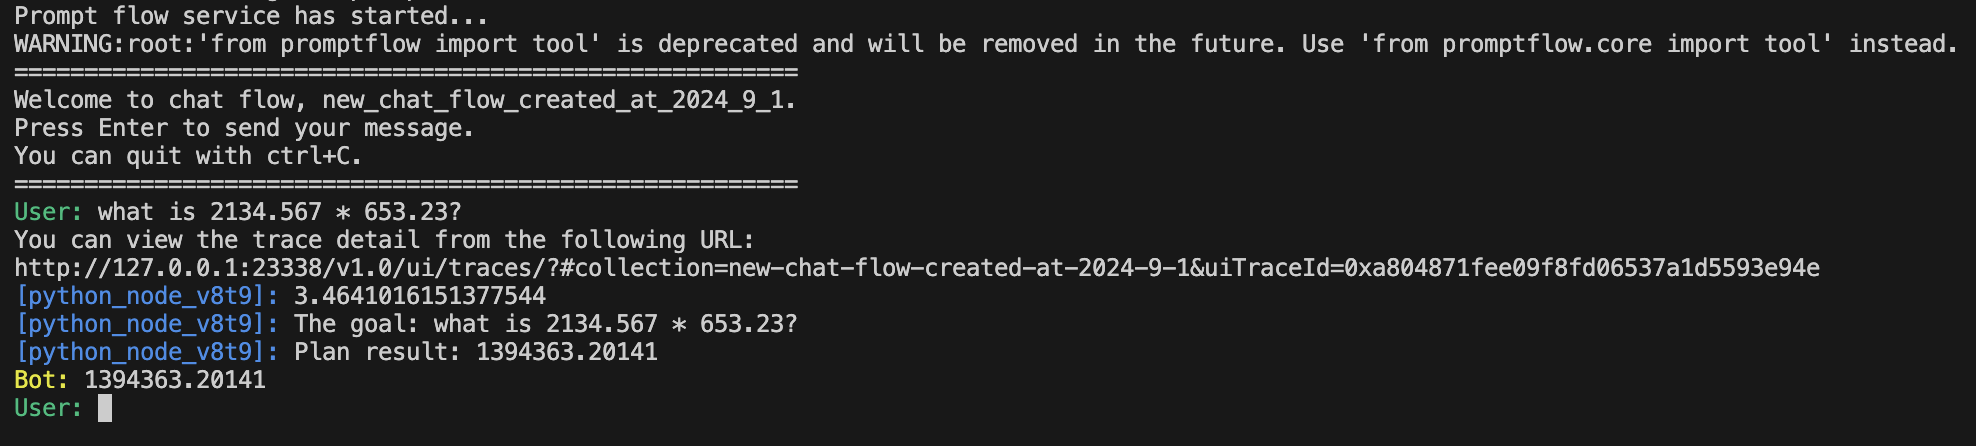 Prompt flow service has started...
WARNING:root:'from promptflow import tool' is deprecated and will be removed in the future. Use 'from promptflow.core import tool' instead.
========================================================
Welcome to chat flow, new_chat_flow_created_at_2024_9_1.
Press Enter to send your message.
You can quit with ctrl+C.
========================================================
User: what is 2134.567 * 653.23?
You can view the trace detail from the following URL:
http://127.0.0.1:23338/v1.0/ui/traces/?#collection=new-chat-flow-created-at-2024-9-1&uiTraceId=0xa804871fee09f8fd06537a1d5593e94e
[python_node_v8t9]: 3.4641016151377544
[python_node_v8t9]: The goal: what is 2134.567 * 653.23?
[python_node_v8t9]: Plan result: 1394363.20141
Bot: 1394363.20141
User: